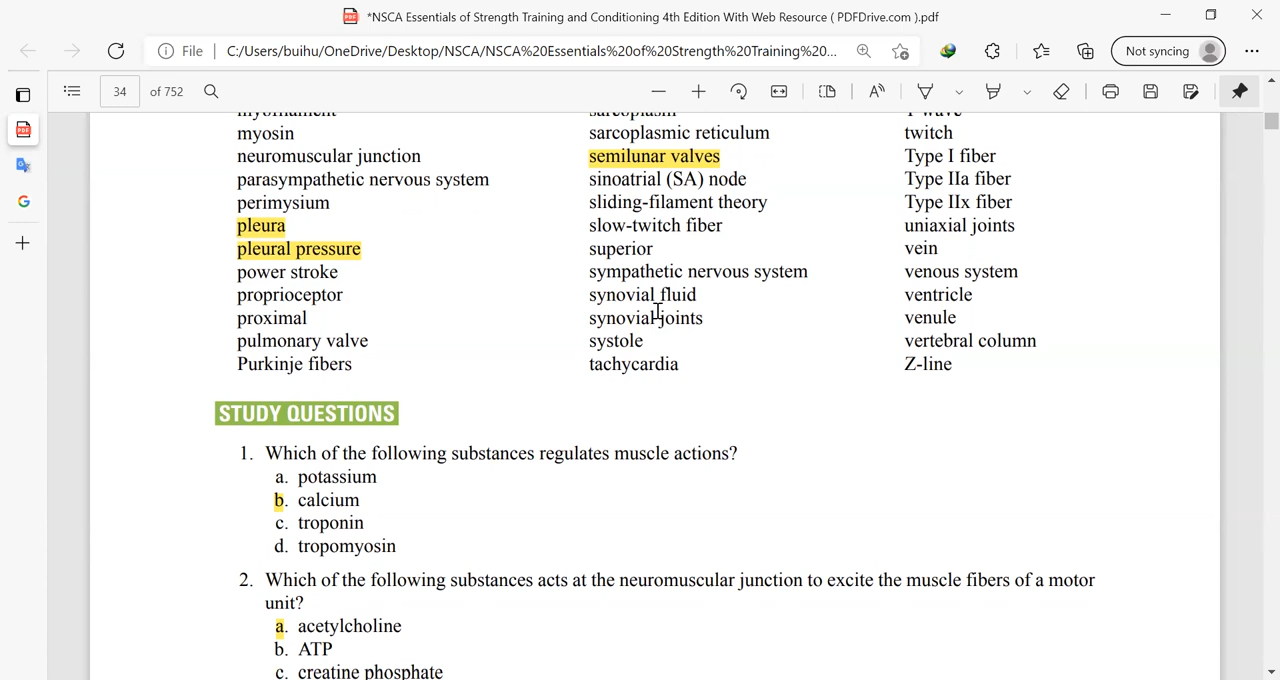 *NSCA Essentials of Strength Training and Conditioning 4th Edition With Web Resource ( PDFDrive.com ).pdf
File C:/Users/buihu/OneDrive/Desktop/NSCA/NSCA%20Essentials%20of%20Strength%20Training%20... Not syncing
34 of 752
myofilament
myosin
neuromuscular junction
parasympathetic nervous system
perimysium
pleura
pleural pressure
power stroke
proprioceptor
proximal
pulmonary valve
Purkinje fibers
sarcoplasm
sarcoplasmic reticulum
semilunar valves
sinoatrial (SA) node
sliding-filament theory
slow-twitch fiber
superior
sympathetic nervous system
synovial fluid
synovial joints
systole
tachycardia
T wave
twitch
Type I fiber
Type IIa fiber
Type IIx fiber
uniaxial joints
vein
venous system
ventricle
venule
vertebral column
Z-line
STUDY QUESTIONS
1. Which of the following substances regulates muscle actions?
a. potassium
b. calcium
c. troponin
d. tropomyosin
2. Which of the following substances acts at the neuromuscular junction to excite the muscle fibers of a motor
unit?
a. acetylcholine
b. ATP
c. creatine phosphate